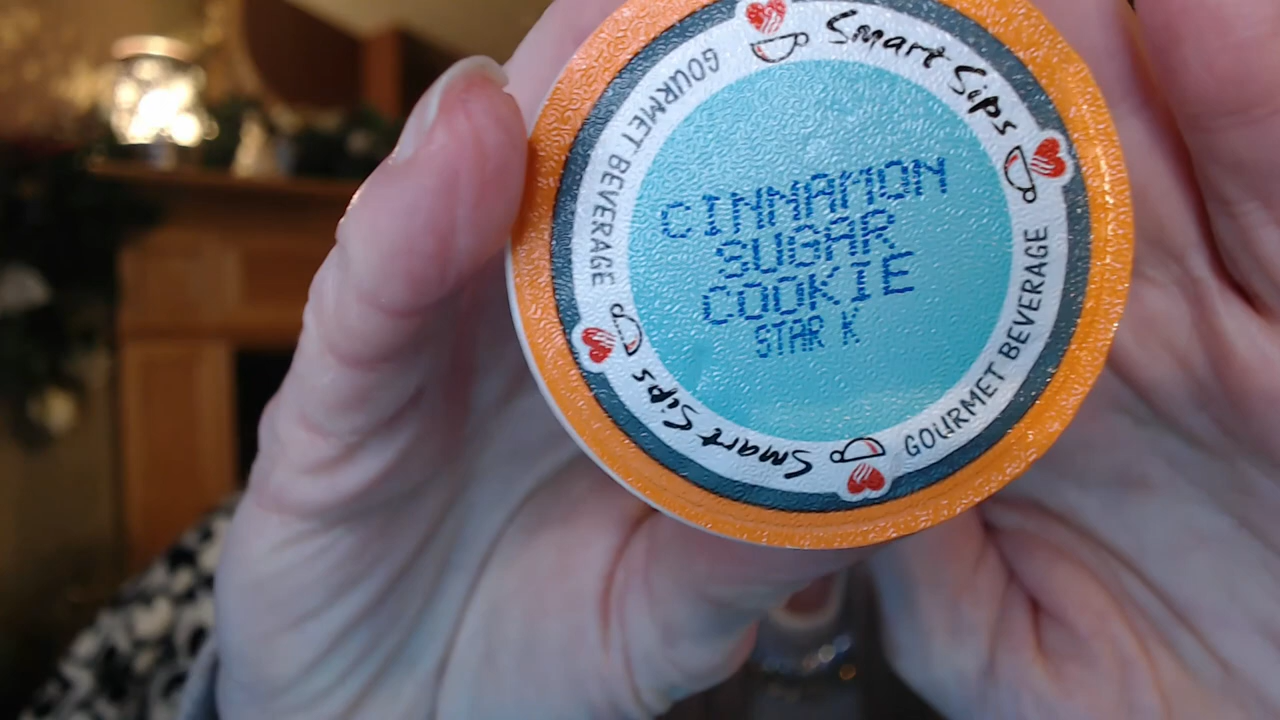 Smart Sips
GOURMET BEVERAGE
Smart Sips
GOURMET BEVERAGE
CINNAMON
SUGAR
COOKIE
STAR K